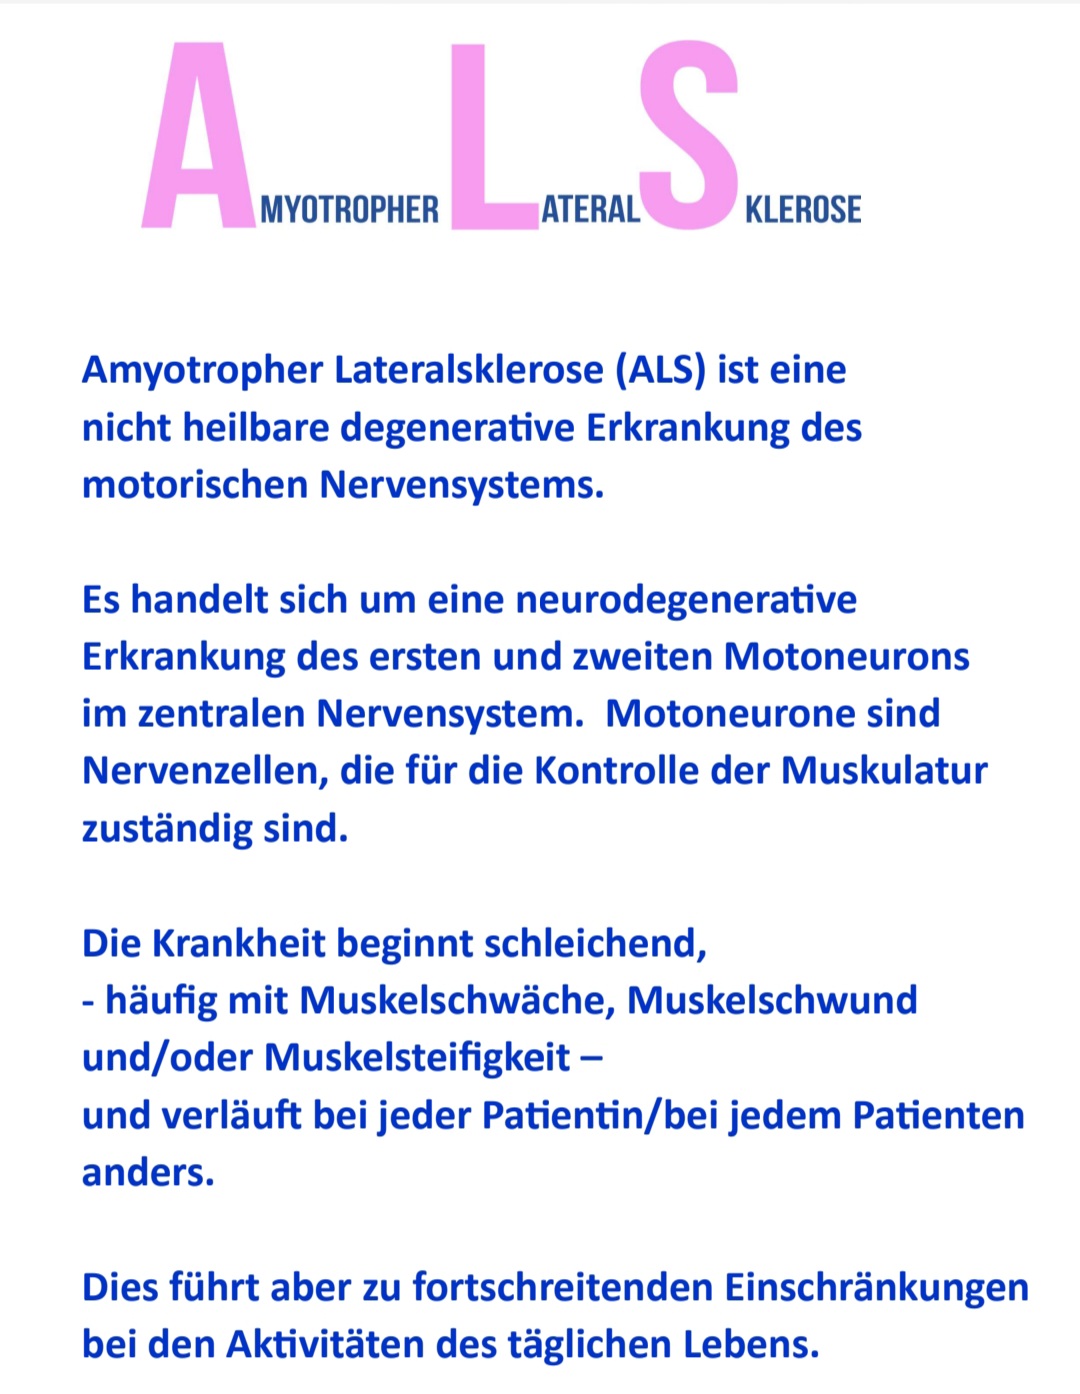 AMYOTROPHER LATERALSKLEROSE
Amyotropher Lateralsklerose (ALS) ist eine
nicht heilbare degenerative Erkrankung des
motorischen Nervensystems.
Es handelt sich um eine neurodegenerative
Erkrankung des ersten und zweiten Motoneurons
im zentralen Nervensystem.  Motoneurone sind
Nervenzellen, die für die Kontrolle der Muskulatur
zuständig sind.
Die Krankheit beginnt schleichend,
- häufig mit Muskelschwäche, Muskelschwund
und/oder Muskelsteifigkeit –
und verläuft bei jeder Patientin/bei jedem Patienten
anders.
Dies führt aber zu fortschreitenden Einschränkungen
bei den Aktivitäten des täglichen Lebens.